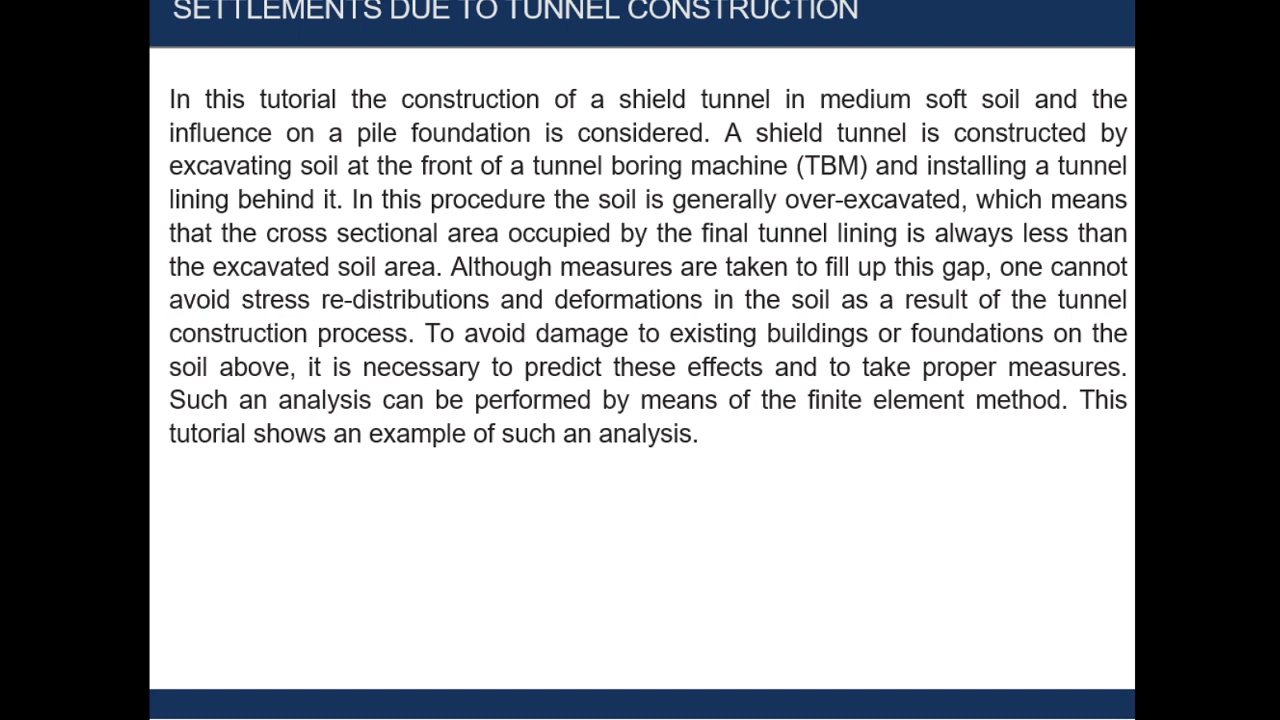 SETTLEMENTS DUE TO TUNNEL CONSTRUCTION
In this tutorial the construction of a shield tunnel in medium soft soil and the
influence on a pile foundation is considered. A shield tunnel is constructed by
excavating soil at the front of a tunnel boring machine (TBM) and installing a tunnel
lining behind it. In this procedure the soil is generally over-excavated, which means
that the cross sectional area occupied by the final tunnel lining is always less than
the excavated soil area. Although measures are taken to fill up this gap, one cannot
avoid stress re-distributions and deformations in the soil as a result of the tunnel
construction process. To avoid damage to existing buildings or foundations on the
soil above, it is necessary to predict these effects and to take proper measures.
Such an analysis can be performed by means of the finite element method. This
tutorial shows an example of such an analysis.